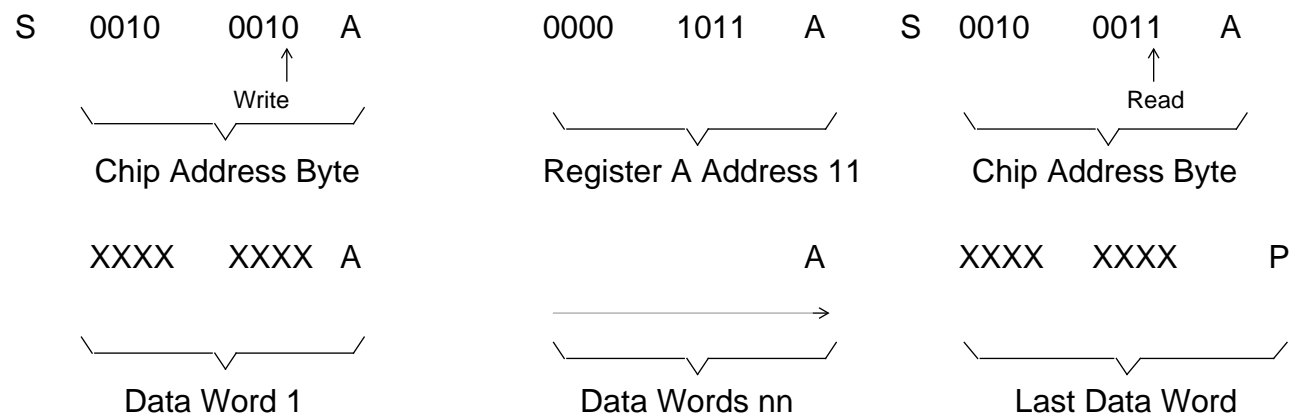 S 0010 0010 A 0000 1011 A S 0010 0011 A
Write Read
Chip Address Byte Register A Address 11 Chip Address Byte
XXXX XXXX A A XXXX XXXX P
Data Word 1 Data Words nn Last Data Word